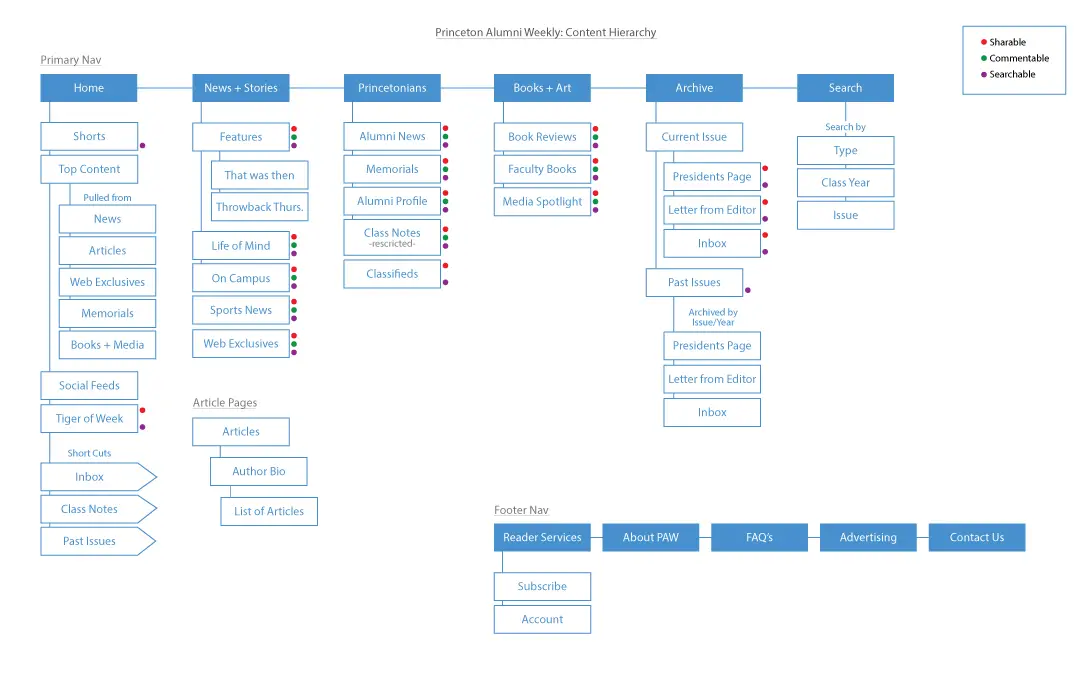 Princeton Alumni Weekly: Content Hierarchy
Sharable
Commentable
Searchable
Primary Nav
Home
News + Stories
Princetonians
Books + Art
Archive
Search
Shorts
Top Content
Pulled from
News
Articles
Web Exclusives
Memorials
Books + Media
Social Feeds
Tiger of Week
Short Cuts
Inbox
Class Notes
Past Issues
Features
That was then
Throwback Thurs.
Life of Mind
On Campus
Sports News
Web Exclusives
Article Pages
Articles
Author Bio
List of Articles
Alumni News
Memorials
Alumni Profile
Class Notes
-rescricted-
Classifieds
Book Reviews
Faculty Books
Media Spotlight
Current Issue
Presidents Page
Letter from Editor
Inbox
Past Issues
Archived by
Issue/Year
Presidents Page
Letter from Editor
Inbox
Search by
Type
Class Year
Issue
Footer Nav
Reader Services
About PAW
FAQ's
Advertising
Contact Us
Subscribe
Account